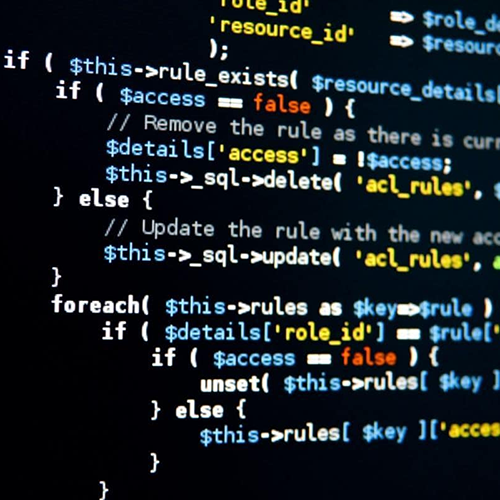 'role_id' => $role_de
'resource_id' => $resour
);
if ( $this->rule_exists( $resource_details[
if ( $access == false ) {
// Remove the rule as there is curr
$details['access'] = !$access;
$this->_sql->delete( 'acl_rules', $
} else {
// Update the rule with the new acc
$this->_sql->update( 'acl_rules',
}
foreach( $this->rules as $key=>$rule )
if ( $details['role_id'] == $rule['
if ( $access == false ) {
unset( $this->rules[ $key ]
} else {
$this->rules[ $key ]['acces
}
}